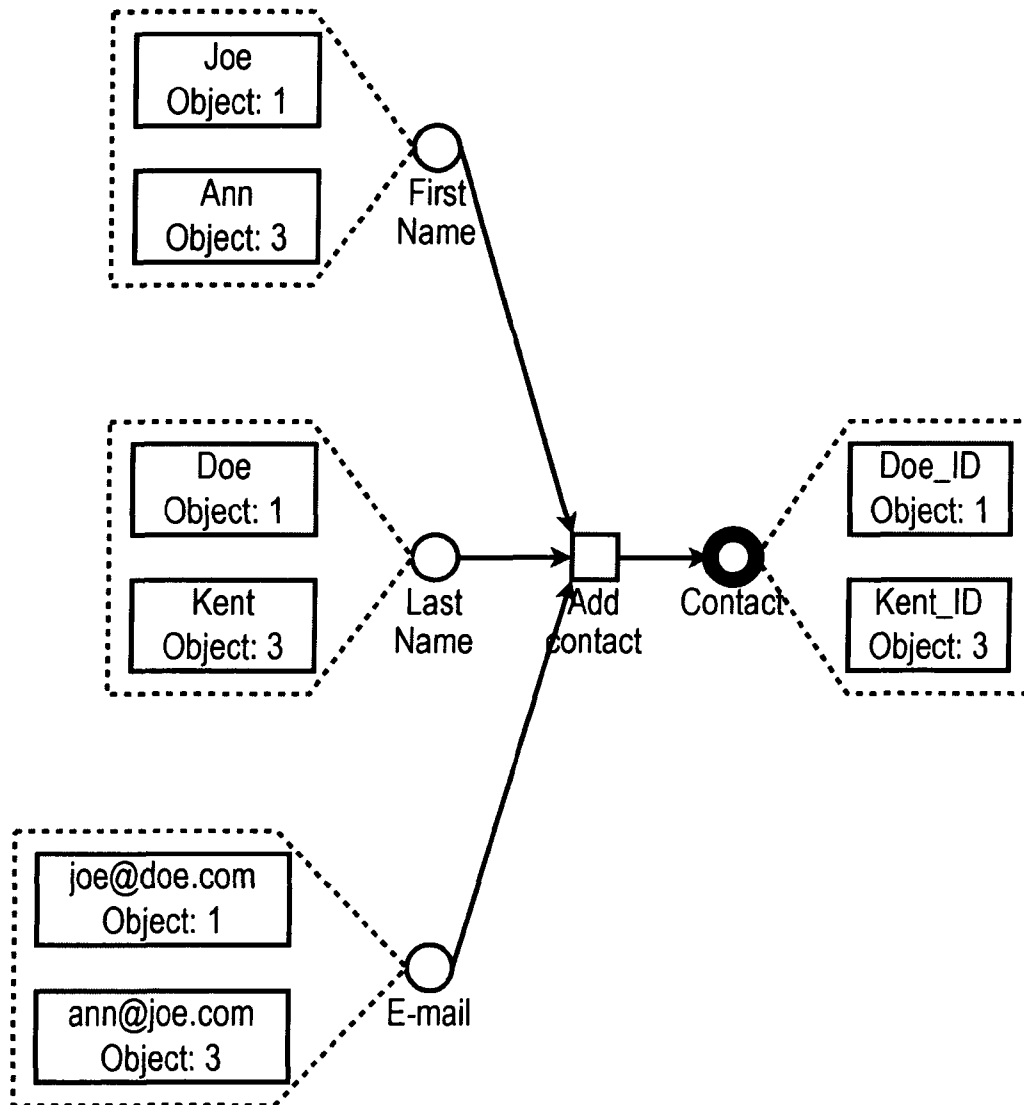 Joe
Object: 1
Ann
Object: 3
First
Name
Doe
Object: 1
Kent
Object: 3
Last
Name
Add
contact
Contact
Doe_ID
Object: 1
Kent_ID
Object: 3
joe@doe.com
Object: 1
ann@joe.com
Object: 3
E-mail